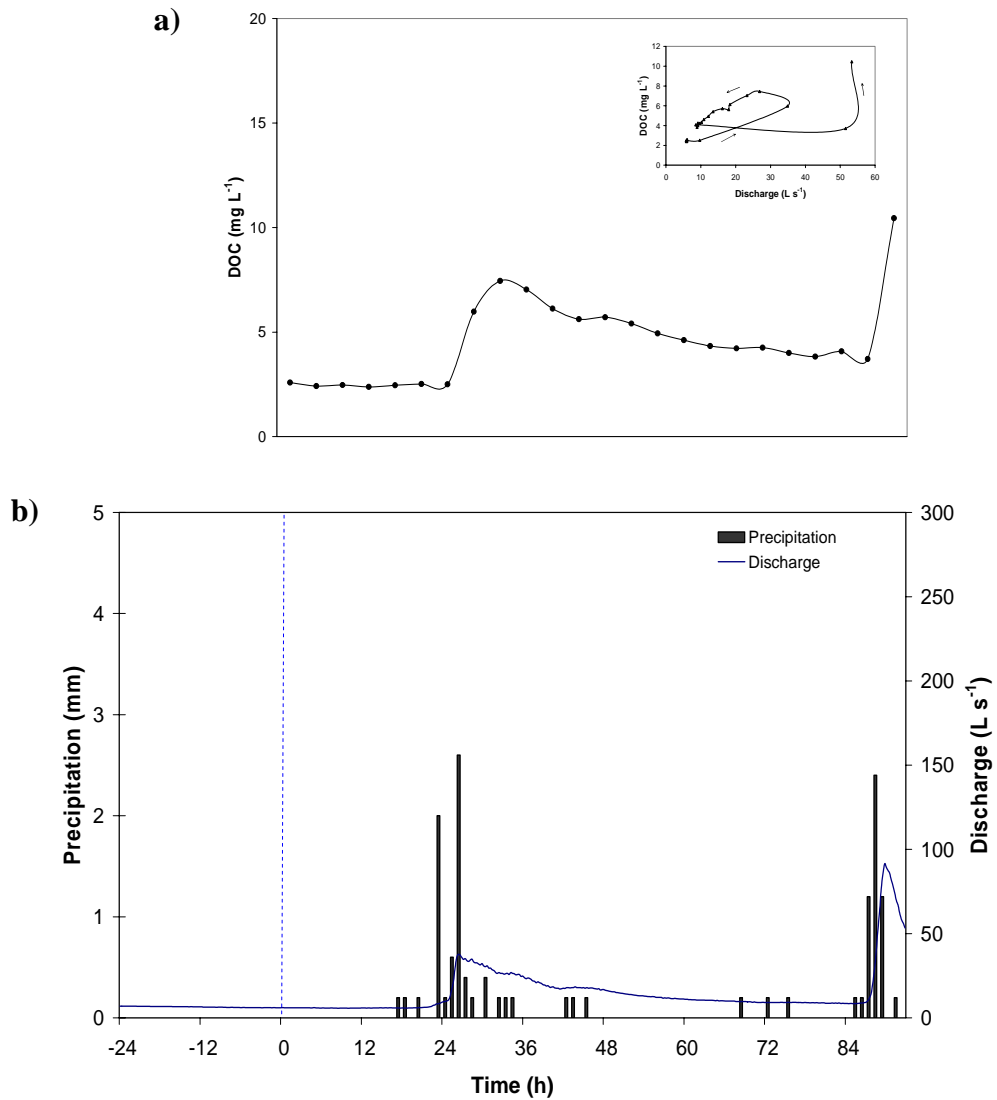 a)
20
15
10
5
0
DOC (mg L-1)
12
10
8
6
4
2
0
DOC (mg L-1)
0 10 20 30 40 50 60
Discharge (L s-1)
b)
5
4
3
2
1
0
Precipitation (mm)
Precipitation
Discharge
300
250
200
150
100
50
0
Discharge (L s-1)
-24 -12 0 12 24 36 48 60 72 84
Time (h)